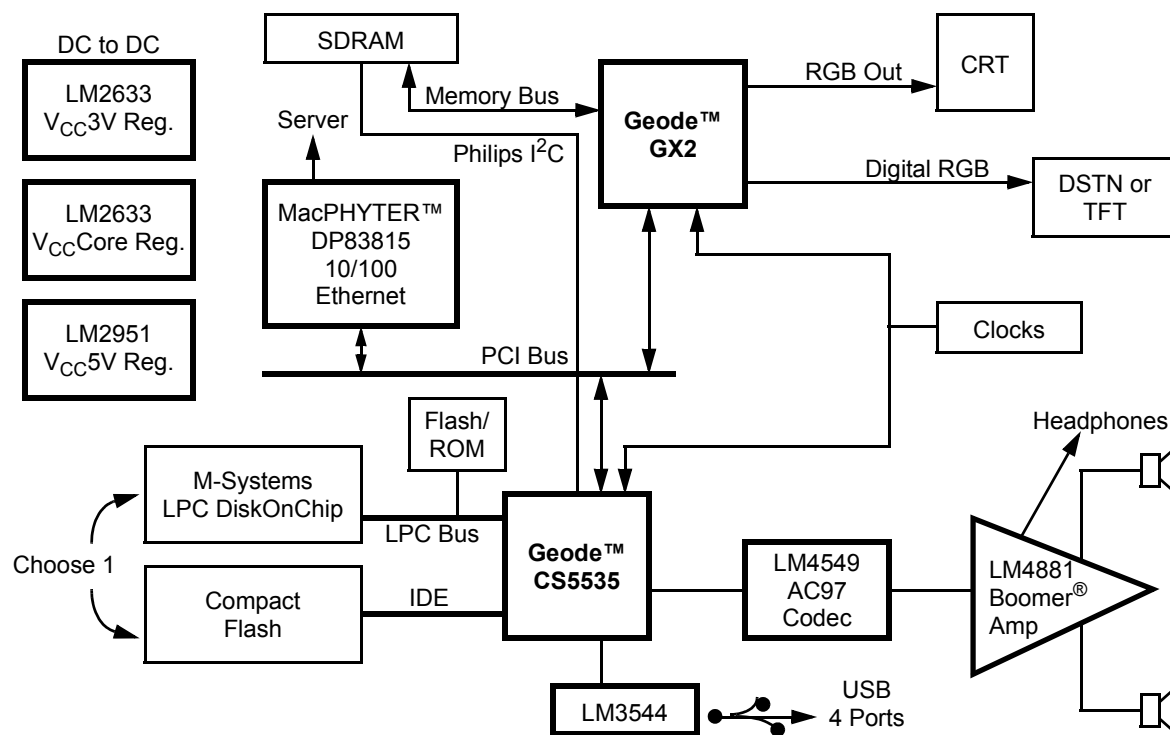 DC to DC
LM2633
VCC3V Reg.
LM2633
VCCCore Reg.
LM2951
VCC5V Reg.
SDRAM
Memory Bus
Server
Philips I²C
MacPHYTER™
DP83815
10/100
Ethernet
Geode™
GX2
RGB Out
CRT
Digital RGB
DSTN or
TFT
Clocks
PCI Bus
Flash/
ROM
M-Systems
LPC DiskOnChip
LPC Bus
Choose 1
Compact
Flash
IDE
Geode™
CS5535
LM4549
AC97
Codec
Headphones
LM4881
Boomer®
Amp
LM3544
USB
4 Ports